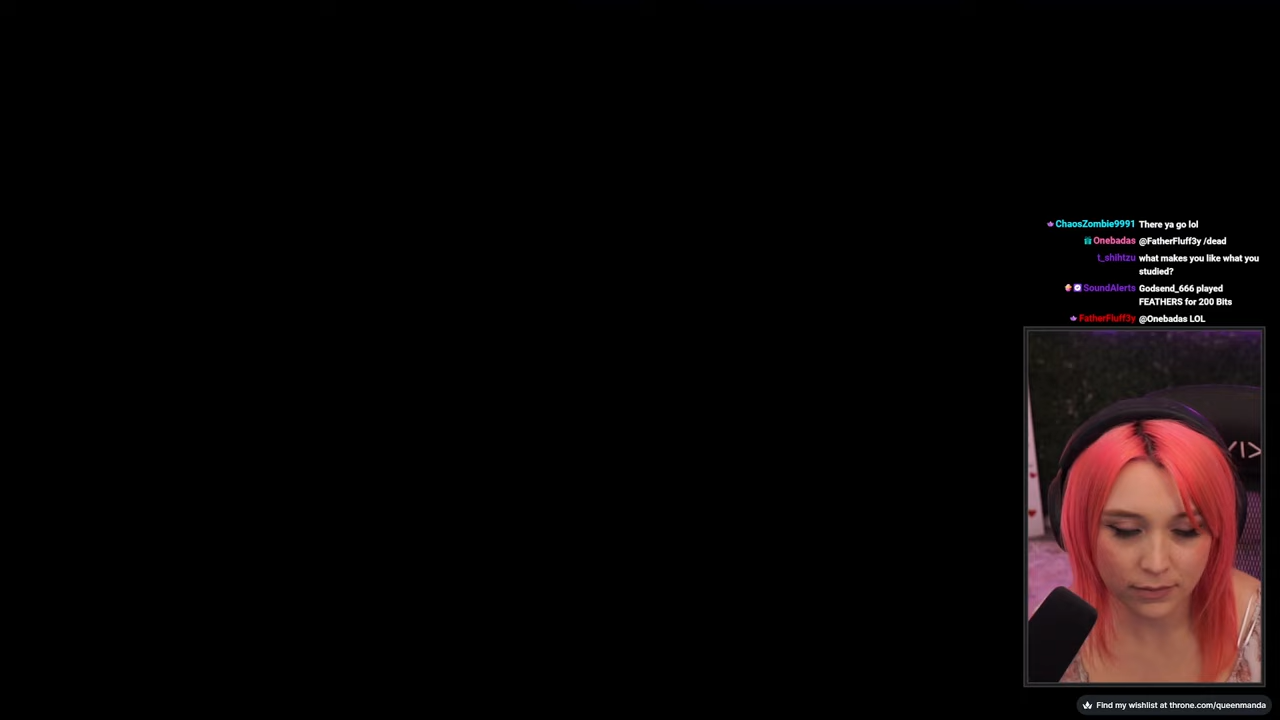 ChaosZombie9991 There ya go lol
Onebadas @FatherFluff3y /dead
t_shihtzu what makes you like what you
studied?
SoundAlerts Godsend_666 played
FEATHERS for 200 Bits
FatherFluff3y @Onebadas LOL
Find my wishlist at throne.com/queenmanda